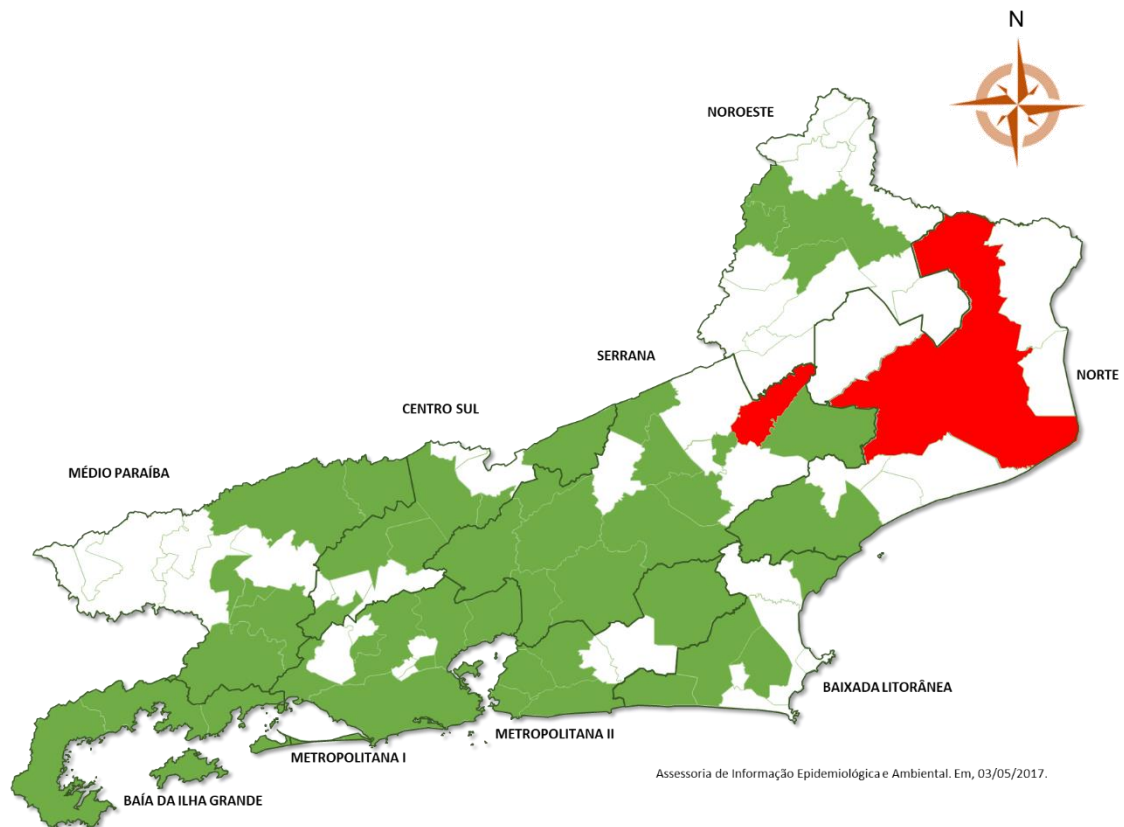 N
NOROESTE
SERRANA
NORTE
CENTRO SUL
MÉDIO PARAÍBA
BAIXADA LITORÂNEA
METROPOLITANA II
METROPOLITANA I
BAÍA DA ILHA GRANDE
Assessoria de Informação Epidemiológica e Ambiental. Em, 03/05/2017.